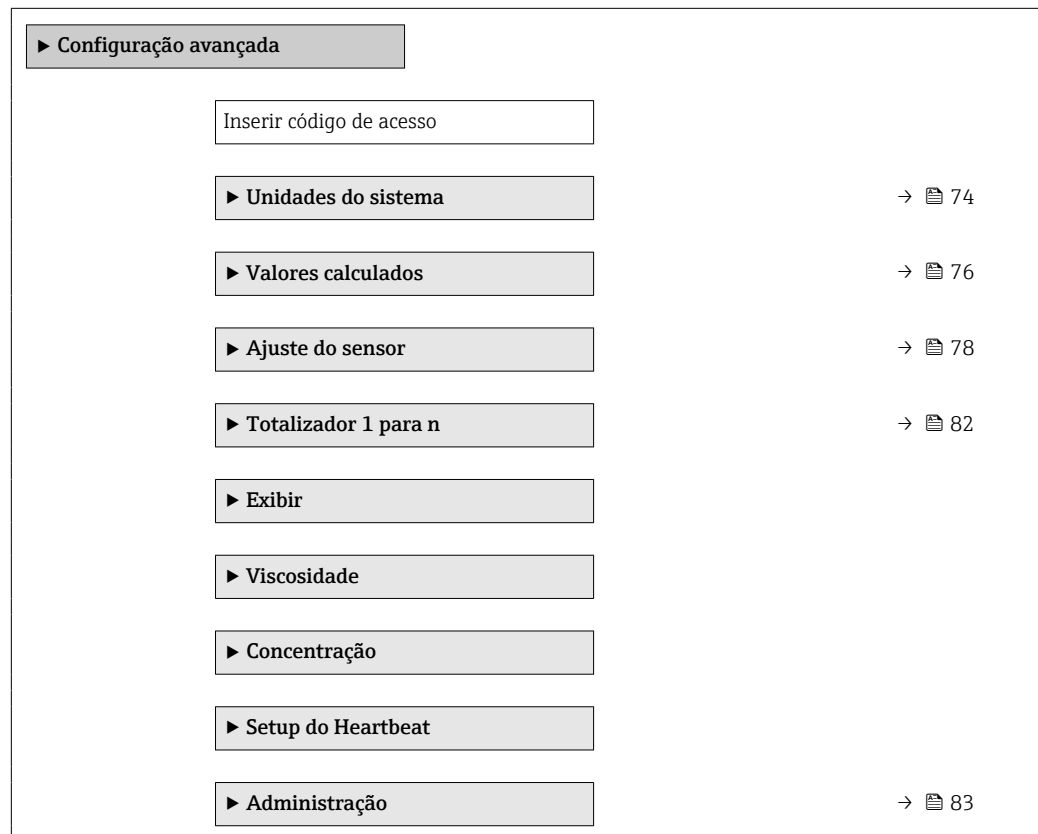 ▶ Configuração avançada
Inserir código de acesso
▶ Unidades do sistema → 74
▶ Valores calculados → 76
▶ Ajuste do sensor → 78
▶ Totalizador 1 para n → 82
▶ Exibir
▶ Viscosidade
▶ Concentração
▶ Setup do Heartbeat
▶ Administração → 83